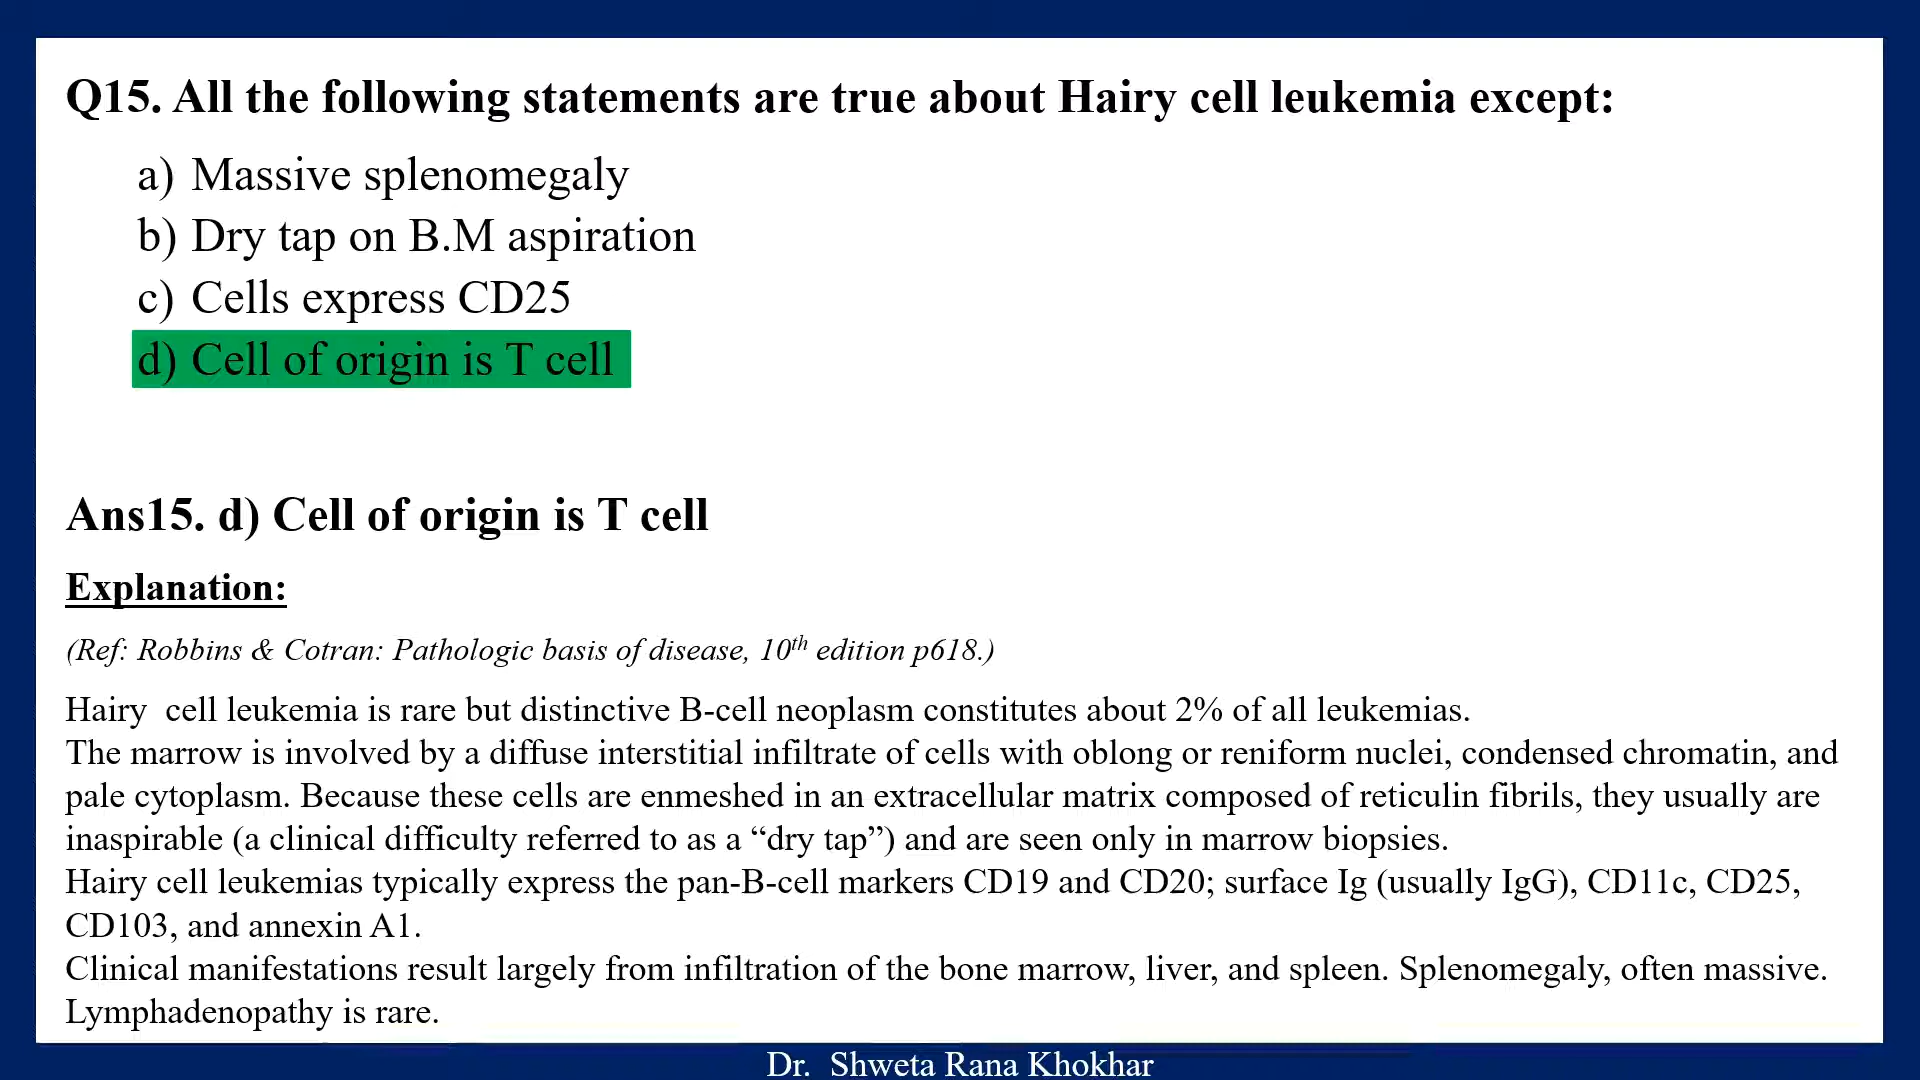 Q15. All the following statements are true about Hairy cell leukemia except:
a) Massive splenomegaly
b) Dry tap on B.M aspiration
c) Cells express CD25
d) Cell of origin is T cell
Ans15. d) Cell of origin is T cell
Explanation:
(Ref: Robbins & Cotran: Pathologic basis of disease, 10th edition p618.)
Hairy cell leukemia is rare but distinctive B-cell neoplasm constitutes about 2% of all leukemias.
The marrow is involved by a diffuse interstitial infiltrate of cells with oblong or reniform nuclei, condensed chromatin, and
pale cytoplasm. Because these cells are enmeshed in an extracellular matrix composed of reticulin fibrils, they usually are
inaspirable (a clinical difficulty referred to as a “dry tap”) and are seen only in marrow biopsies.
Hairy cell leukemias typically express the pan-B-cell markers CD19 and CD20; surface Ig (usually IgG), CD11c, CD25,
CD103, and annexin A1.
Clinical manifestations result largely from infiltration of the bone marrow, liver, and spleen. Splenomegaly, often massive.
Lymphadenopathy is rare.
Dr. Shweta Rana Khokhar